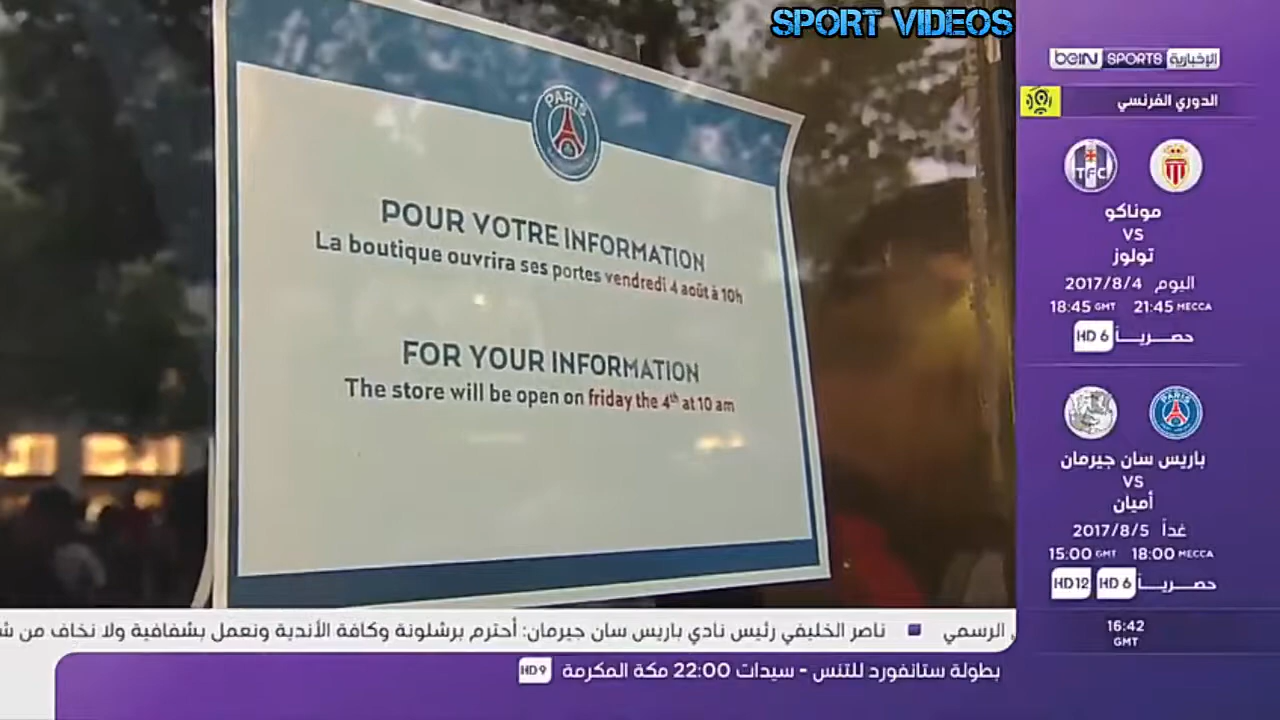 SPORT VIDEOS
PARIS
POUR VOTRE INFORMATION
La boutique ouvrira ses portes vendredi 4 août à 10h
FOR YOUR INFORMATION
The store will be open on friday the 4th at 10 am
beIN SPORTS الإخبارية
الدوري الفرنسي
TFC
موناكو
VS
تولوز
اليوم 2017/8/4
18:45 GMT 21:45 MECCA
حصـــريــــاً HD 6
PARIS
باريس سان جيرمان
VS
أميان
غداً 2017/8/5
15:00 GMT 18:00 MECCA
حصـــريــــاً HD 6 HD12
16:42
GMT
الرسمي ■ ناصر الخليفي رئيس نادي باريس سان جيرمان: أحترم برشلونة وكافة الأندية ونعمل بشفافية ولا نخاف من
بطولة ستانفورد للتنس - سيدات 22:00 مكة المكرمة HD9